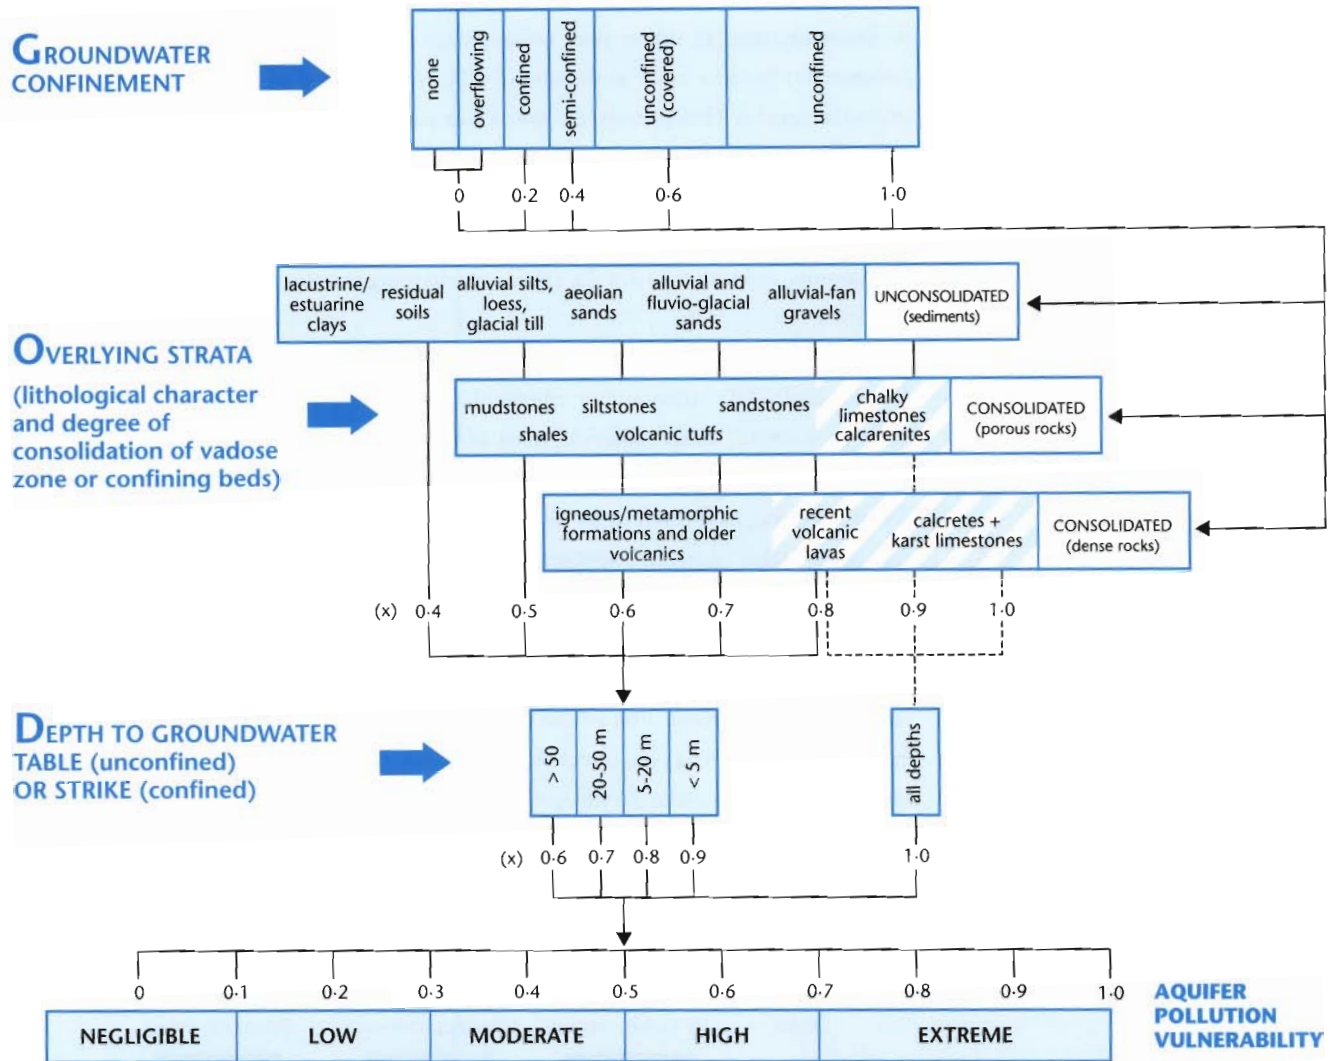 GROUNDWATER
CONFINEMENT
none
overflowing
confined
semi-confined
unconfined
(covered)
unconfined
0
0·2
0·4
0·6
1·0
OVERLYING STRATA
(lithological character
and degree of
consolidation of vadose
zone or confining beds)
lacustrine/
estuarine
clays
residual
soils
alluvial silts,
loess,
glacial till
aeolian
sands
alluvial and
fluvio-glacial
sands
alluvial-fan
gravels
UNCONSOLIDATED
(sediments)
mudstones
shales
siltstones
volcanic tuffs
sandstones
chalky
limestones
calcarenites
CONSOLIDATED
(porous rocks)
igneous/metamorphic
formations and older
volcanics
recent
volcanic
lavas
calcretes +
karst limestones
CONSOLIDATED
(dense rocks)
(x) 0·4 0·5 0·6 0·7 0·8 0·9 1·0
DEPTH TO GROUNDWATER
TABLE (unconfined)
OR STRIKE (confined)
> 50
20-50 m
5-20 m
< 5 m
all depths
(x) 0·6 0·7 0·8 0·9 1·0
0 0·1 0·2 0·3 0·4 0·5 0·6 0·7 0·8 0·9 1·0
NEGLIGIBLE LOW MODERATE HIGH EXTREME
AQUIFER
POLLUTION
VULNERABILITY